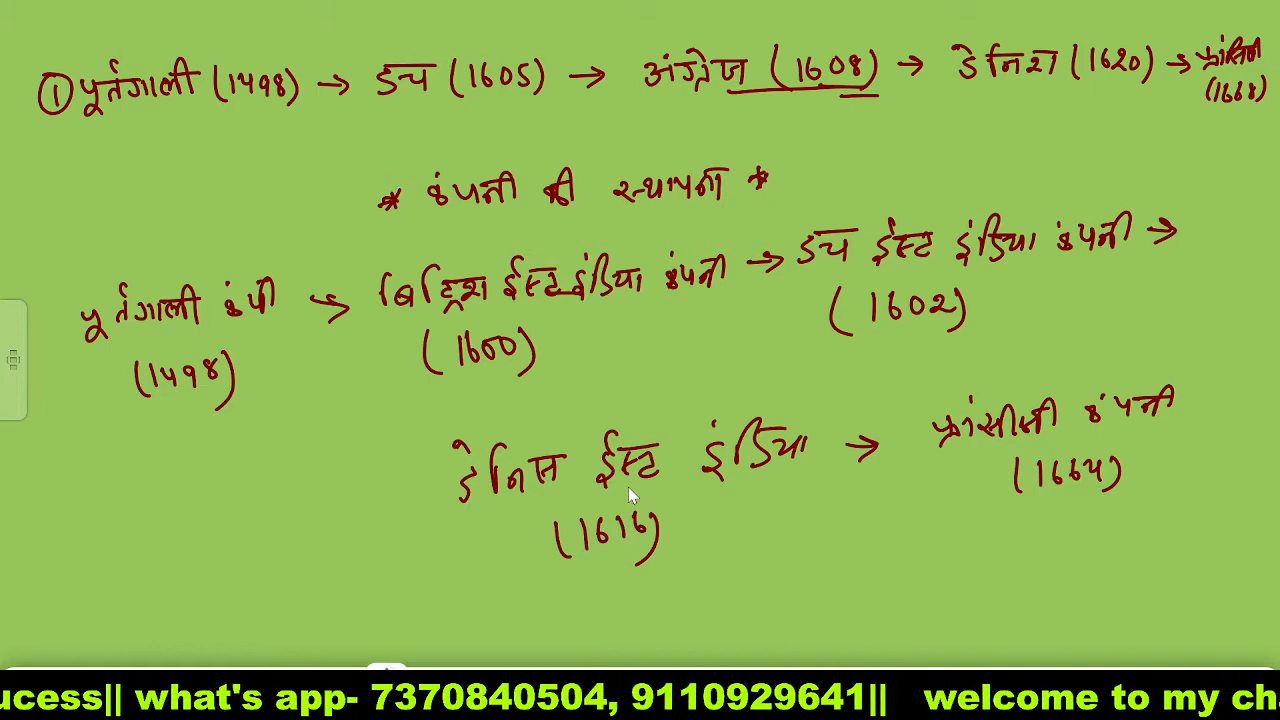 ① पूर्तगाली (1498) → डच (1605) → अंग्रेज (1608) → डेनिश (1620) → फ्रांसिस (1668)
* कंपनी की स्थापना *
पूर्तगाली कंपनी (1498) → ब्रिटिश ईस्ट इंडिया कंपनी (1600) → डच ईस्ट इंडिया कंपनी (1602) →
डेनिस ईस्ट इंडिया (1616) → फ्रांसीसी कंपनी (1664)
ucess|| what's app- 7370840504, 9110929641|| welcome to my ch